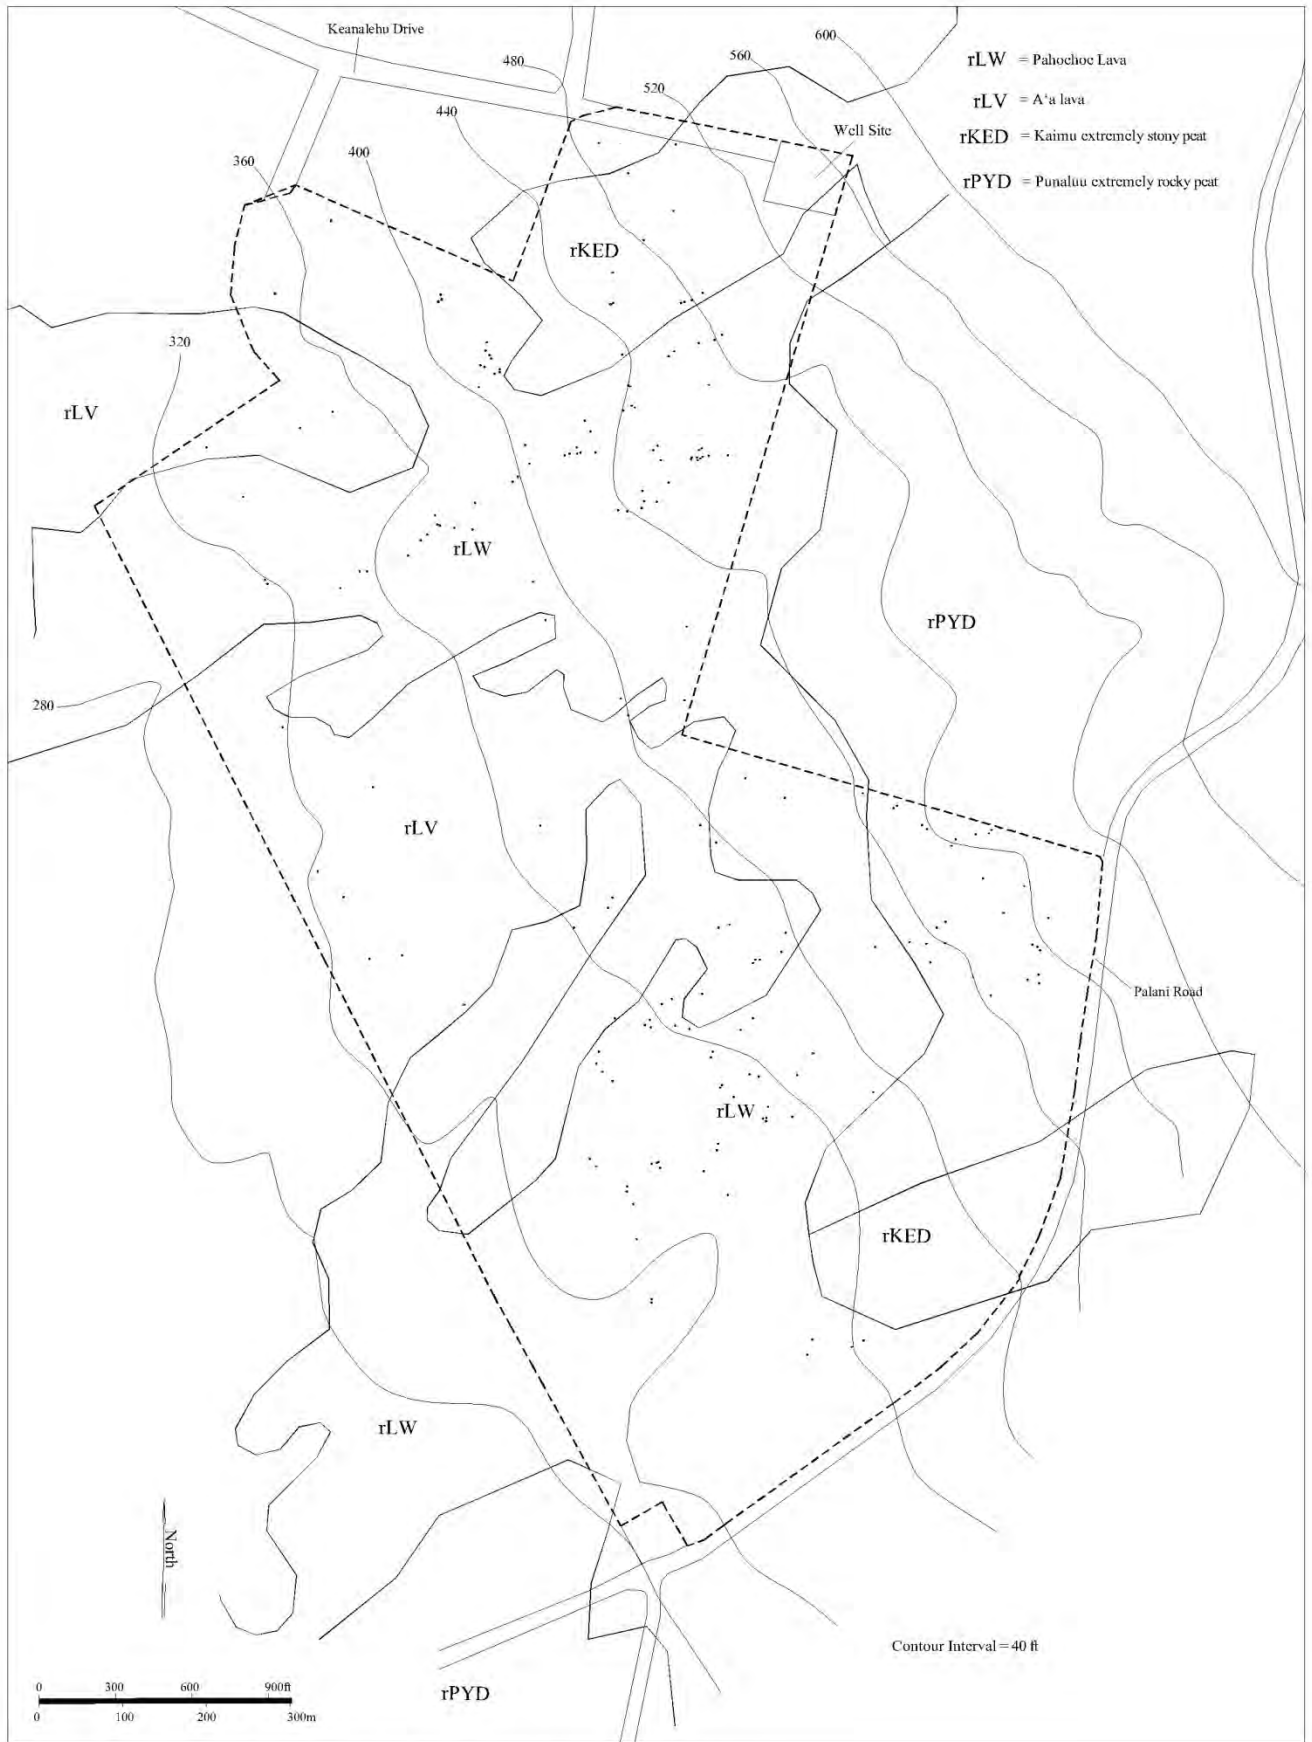 Keanalehu Drive
600
560
480
520
440
400
360
320
280
rLW = Pahoehoe Lava
rLV = A‘a lava
rKED = Kaimu extremely stony peat
rPYD = Punaluu extremely rocky peat
Well Site
rKED
rLV
rLW
rPYD
rLV
Palani Road
rLW
rKED
rLW
North
Contour Interval = 40 ft
rPYD
0 300 600 900ft
0 100 200 300m